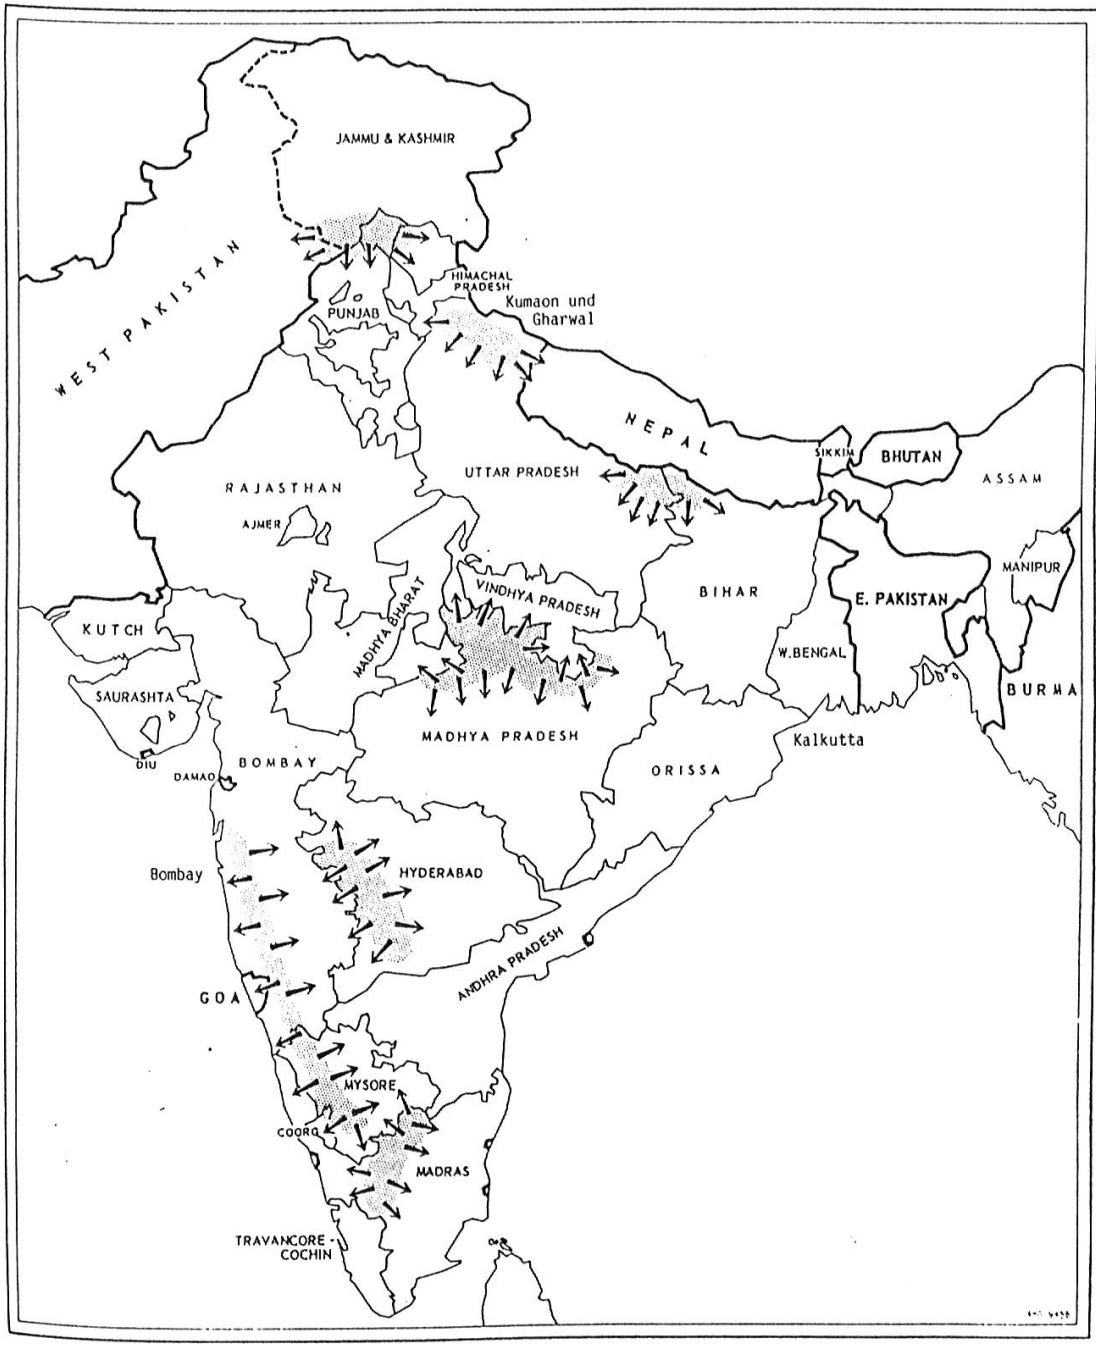 JAMMU & KASHMIR
WEST PAKISTAN
HIMACHAL
PRADESH
Kumaon und
Gharwal
PUNJAB
NEPAL
SIKKIM
BHUTAN
UTTAR PRADESH
ASSAM
RAJASTHAN
AJMER
MANIPUR
VINDHYA PRADESH
BIHAR
E. PAKISTAN
KUTCH
MADHYA BHARAT
W.BENGAL
SAURASHTA
BURMA
MADHYA PRADESH
Kalkutta
DIU
BOMBAY
ORISSA
DAMAO
Bombay
HYDERABAD
ANDHRA PRADESH
GOA
MYSORE
COORG
MADRAS
TRAVANCORE -
COCHIN